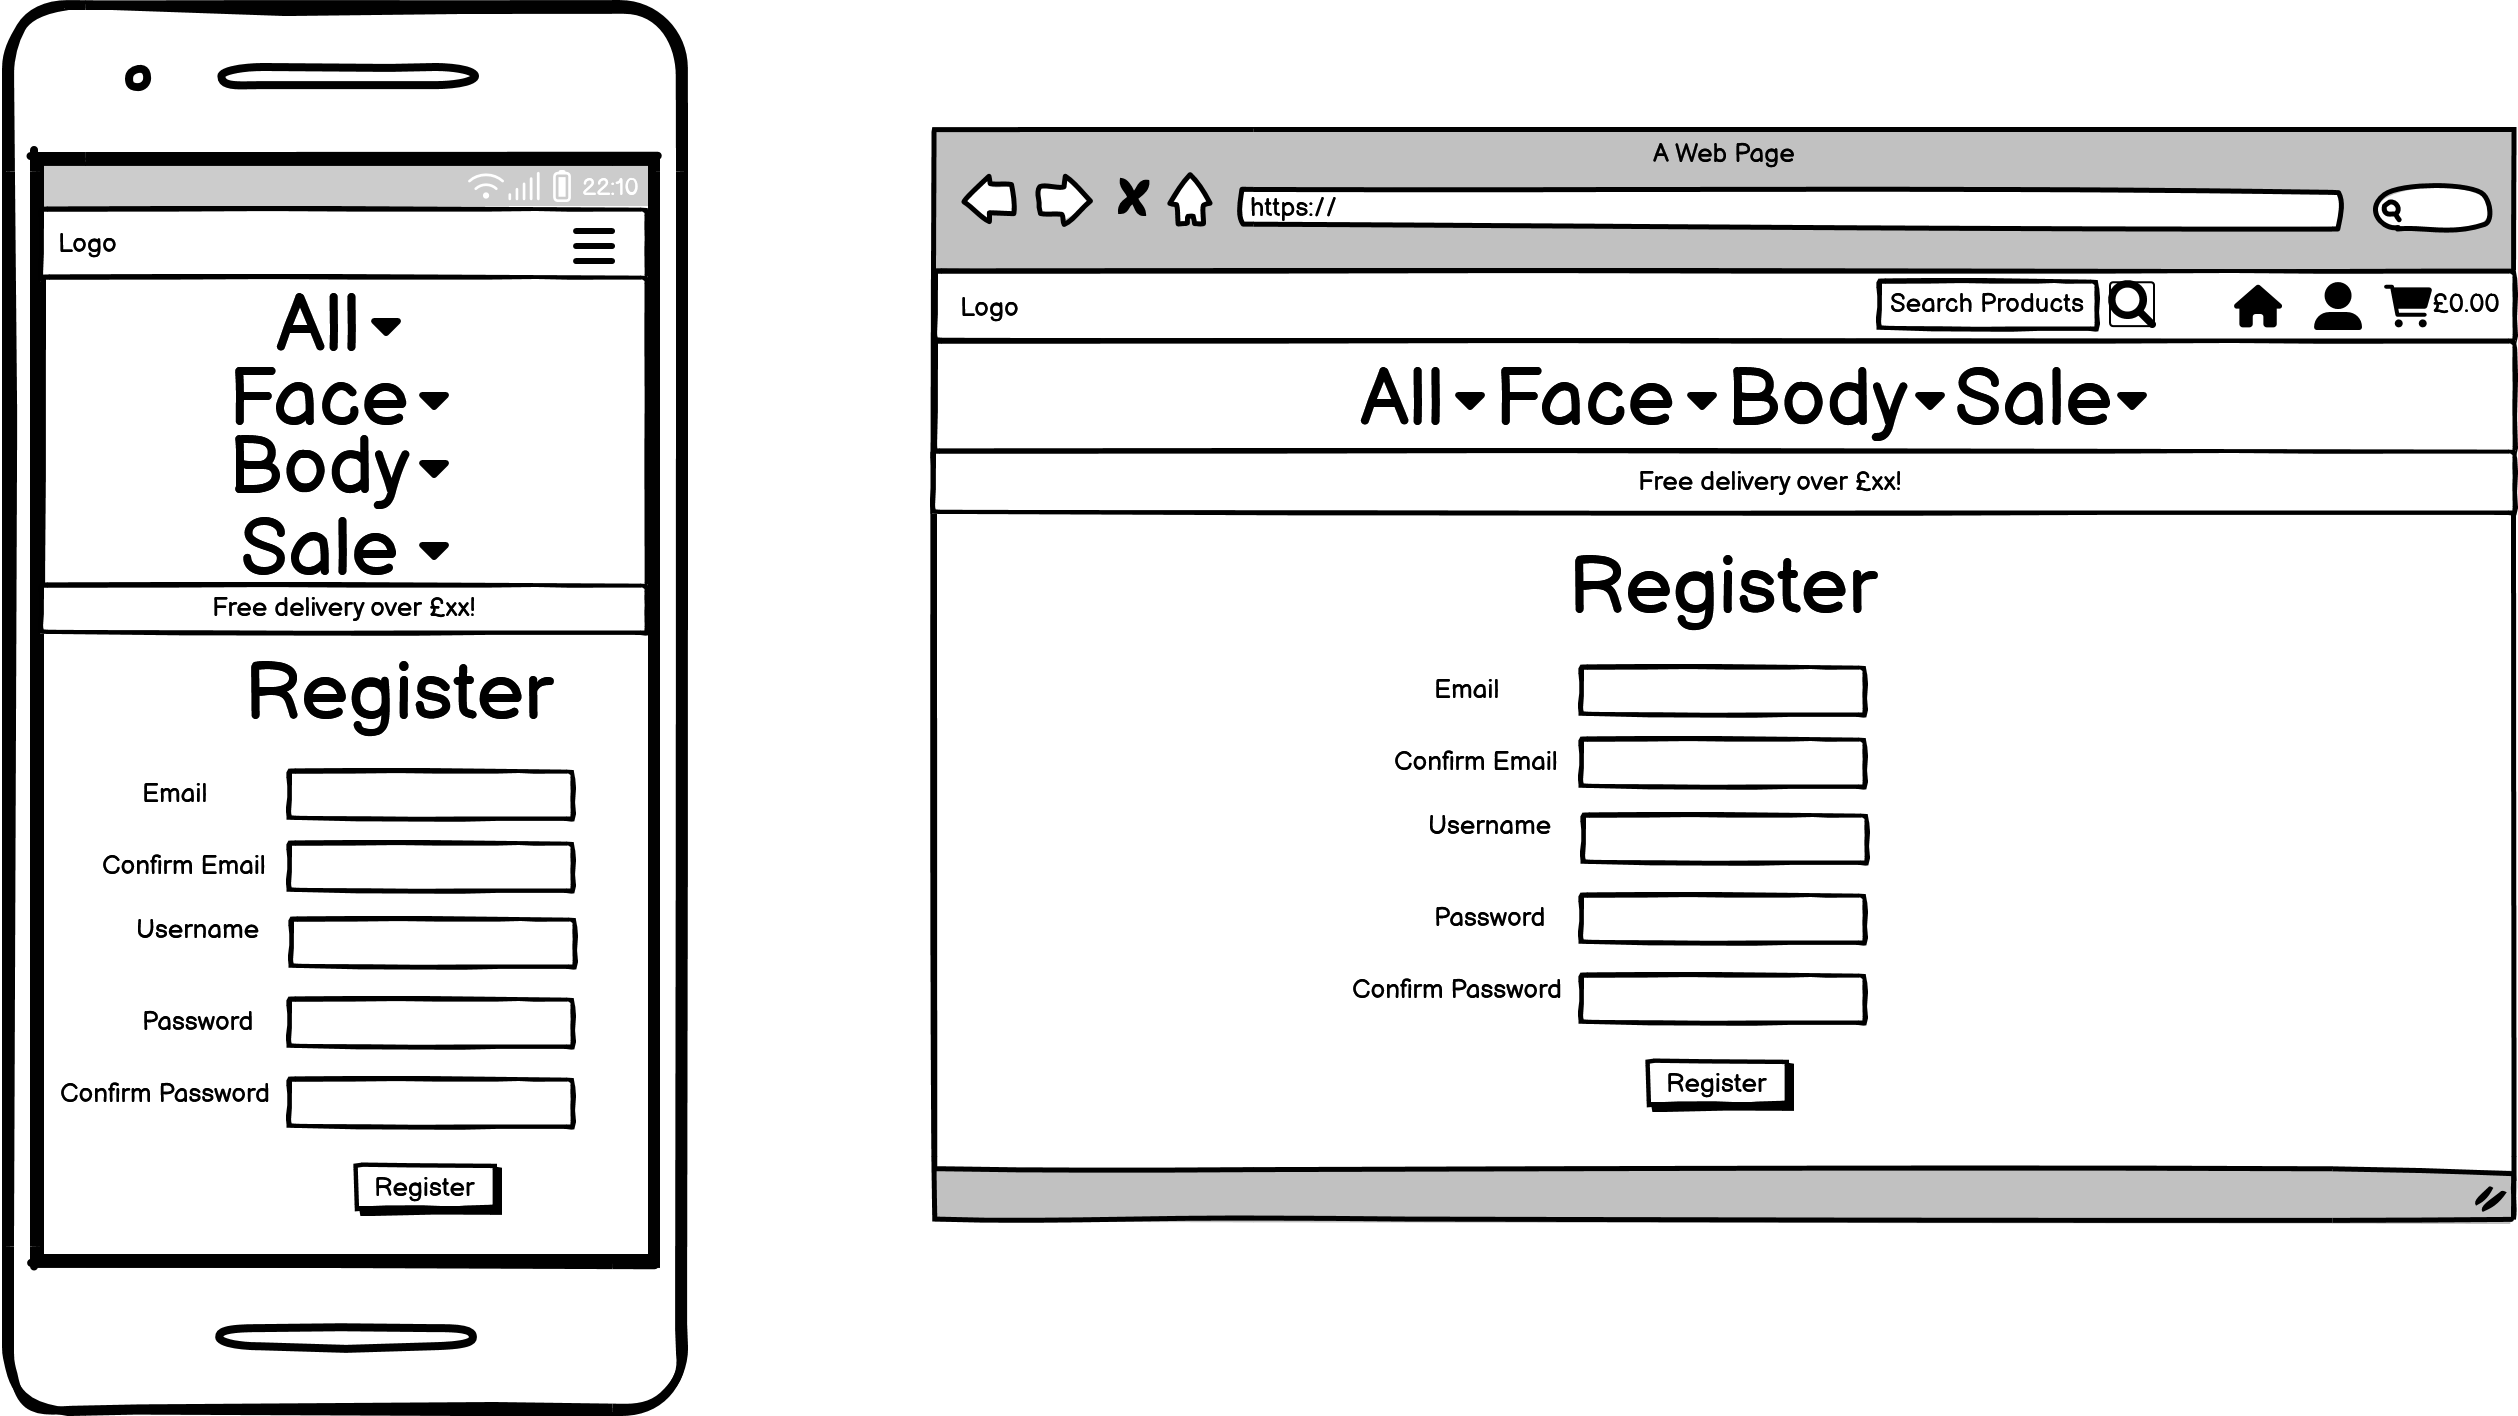 22:10
Logo
All
Face
Body
Sale
Free delivery over £xx!
Register
Email
Confirm Email
Username
Password
Confirm Password
Register
A Web Page
https://
Logo Search Products £0.00
All Face Body Sale
Free delivery over £xx!
Register
Email
Confirm Email
Username
Password
Confirm Password
Register